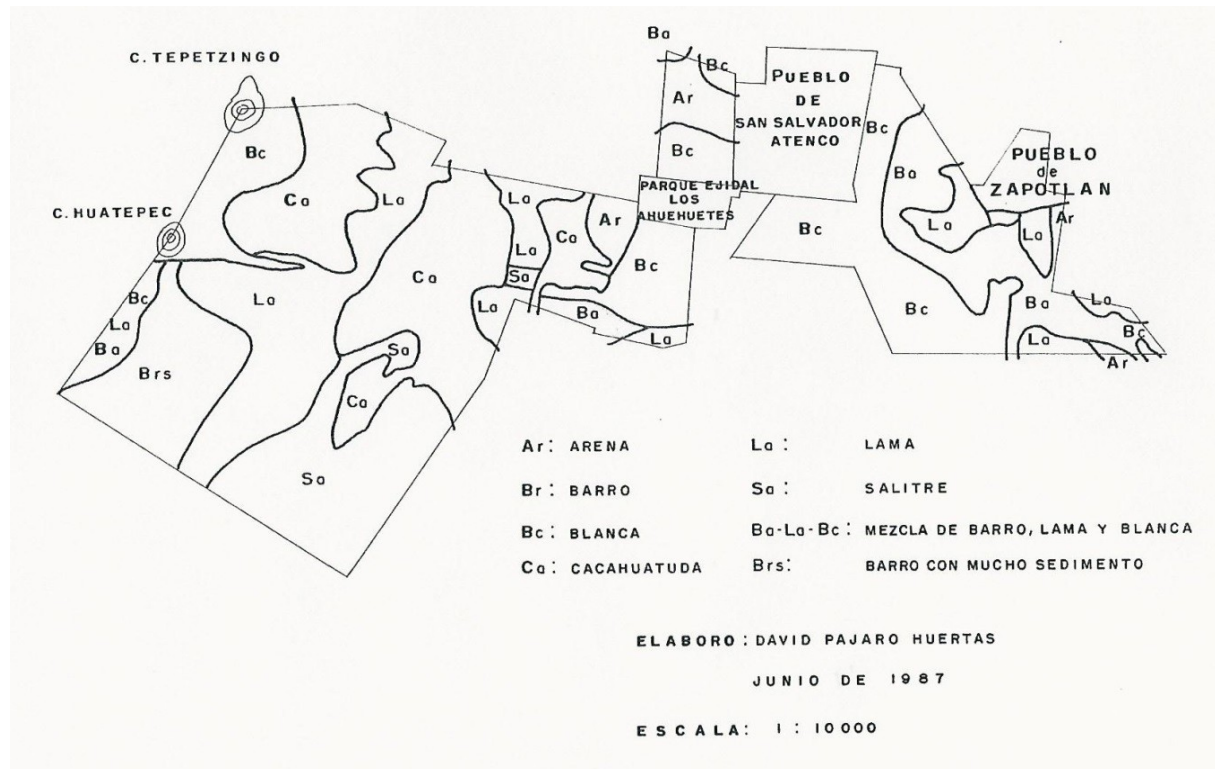 Ba
C. TEPETZINGO
Bc
PUEBLO
DE
SAN SALVADOR
ATENCO
Ar
Bc
Bc
Bc
PUEBLO
de
ZAPOTLAN
Ba
PARQUE EJIDAL
LOS
AHUEHUETES
Ca
La
La
Ar
Ar
C. HUATEPEC
La
La
Bc
Ca
La
Bc
Ca
Sa
Bc
La
La
Ba
La
Bc
Ba
La
Bc
La
Ba
Sa
La
La
Ar
Brs
Ca
Sa
Ar: ARENA
La: LAMA
Br: BARRO
Sa: SALITRE
Bc: BLANCA
Ba-La-Bc: MEZCLA DE BARRO, LAMA Y BLANCA
Ca: CACAHUATUDA
Brs: BARRO CON MUCHO SEDIMENTO
ELABORO: DAVID PAJARO HUERTAS
JUNIO DE 1987
ESCALA: 1 : 10000